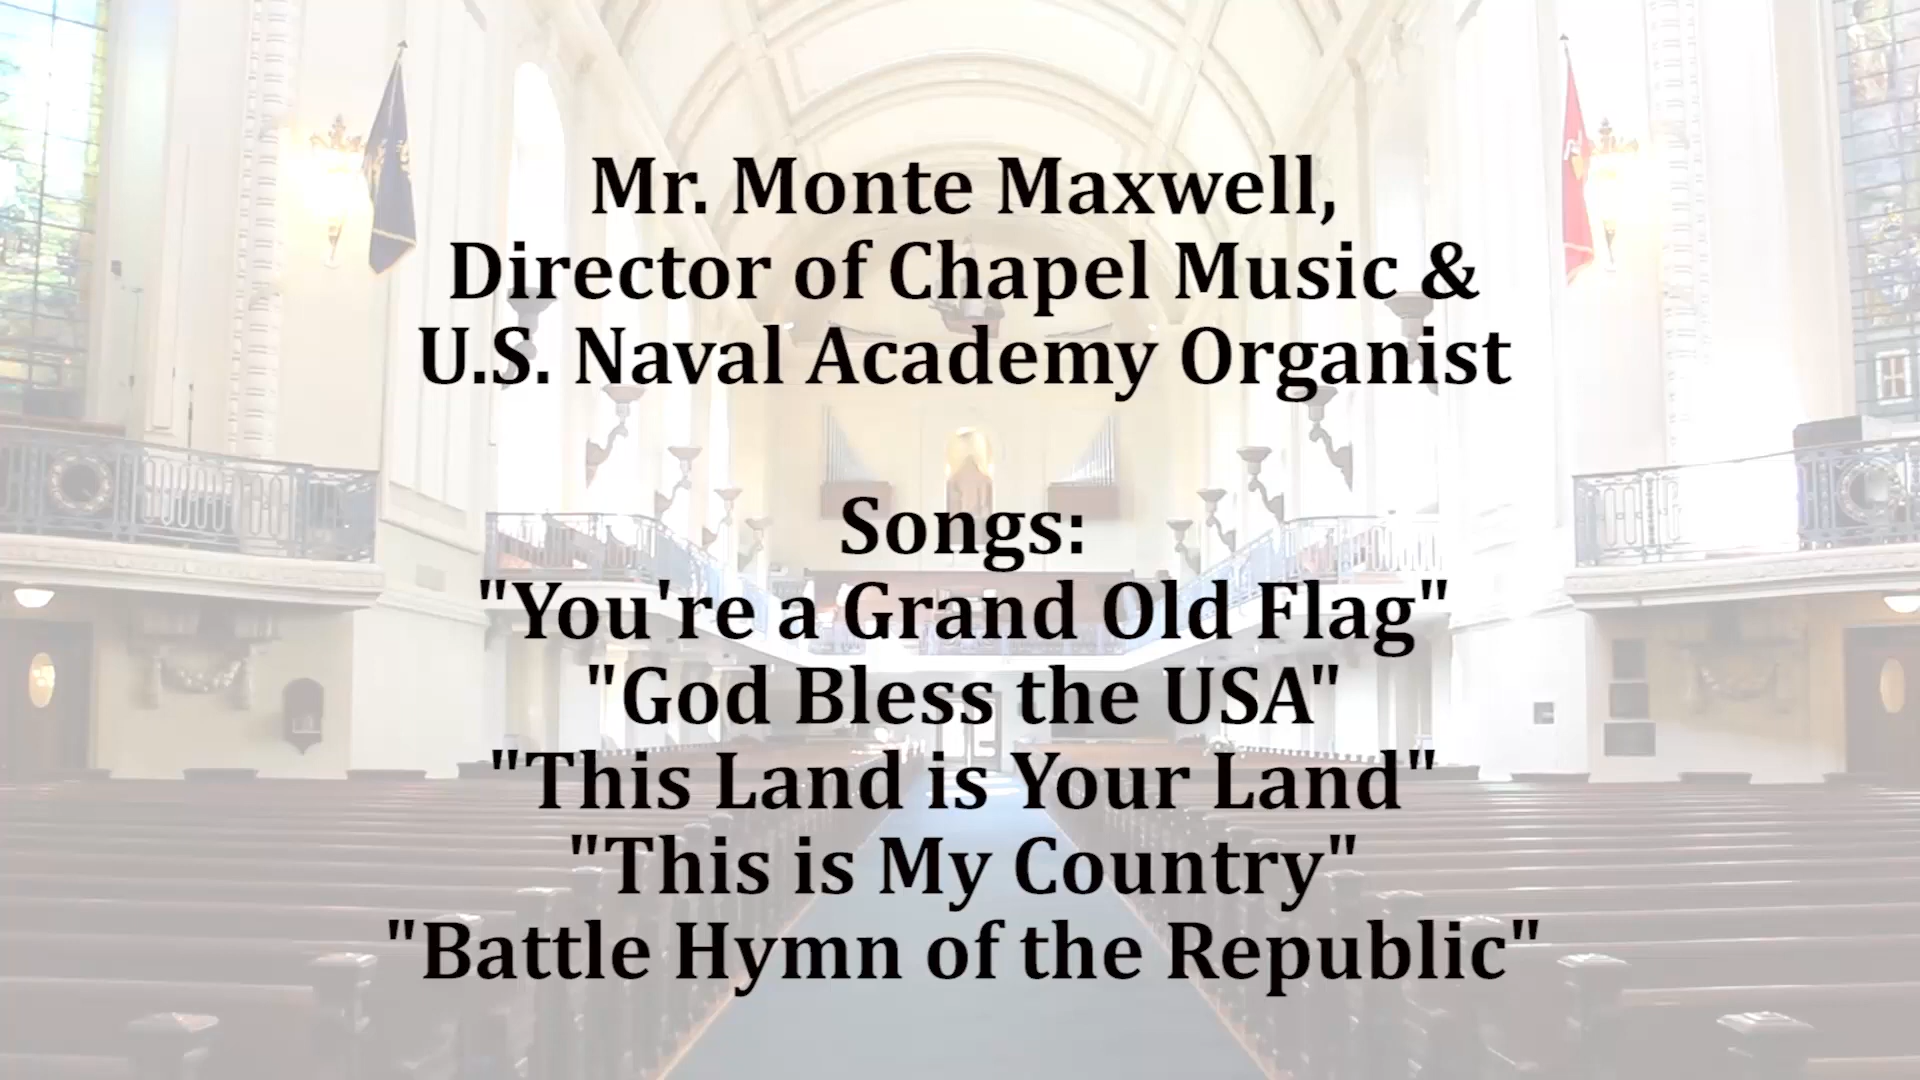 Mr. Monte Maxwell,
Director of Chapel Music &
U.S. Naval Academy Organist
Songs:
"You're a Grand Old Flag"
"God Bless the USA"
"This Land is Your Land"
"This is My Country"
"Battle Hymn of the Republic"